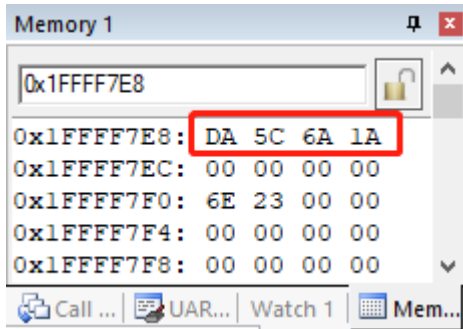 Memory 1
0x1FFFF7E8
0x1FFFF7E8: DA 5C 6A 1A
0x1FFFF7EC: 00 00 00 00
0x1FFFF7F0: 6E 23 00 00
0x1FFFF7F4: 00 00 00 00
0x1FFFF7F8: 00 00 00 00
Call ... UAR... Watch 1 Mem...